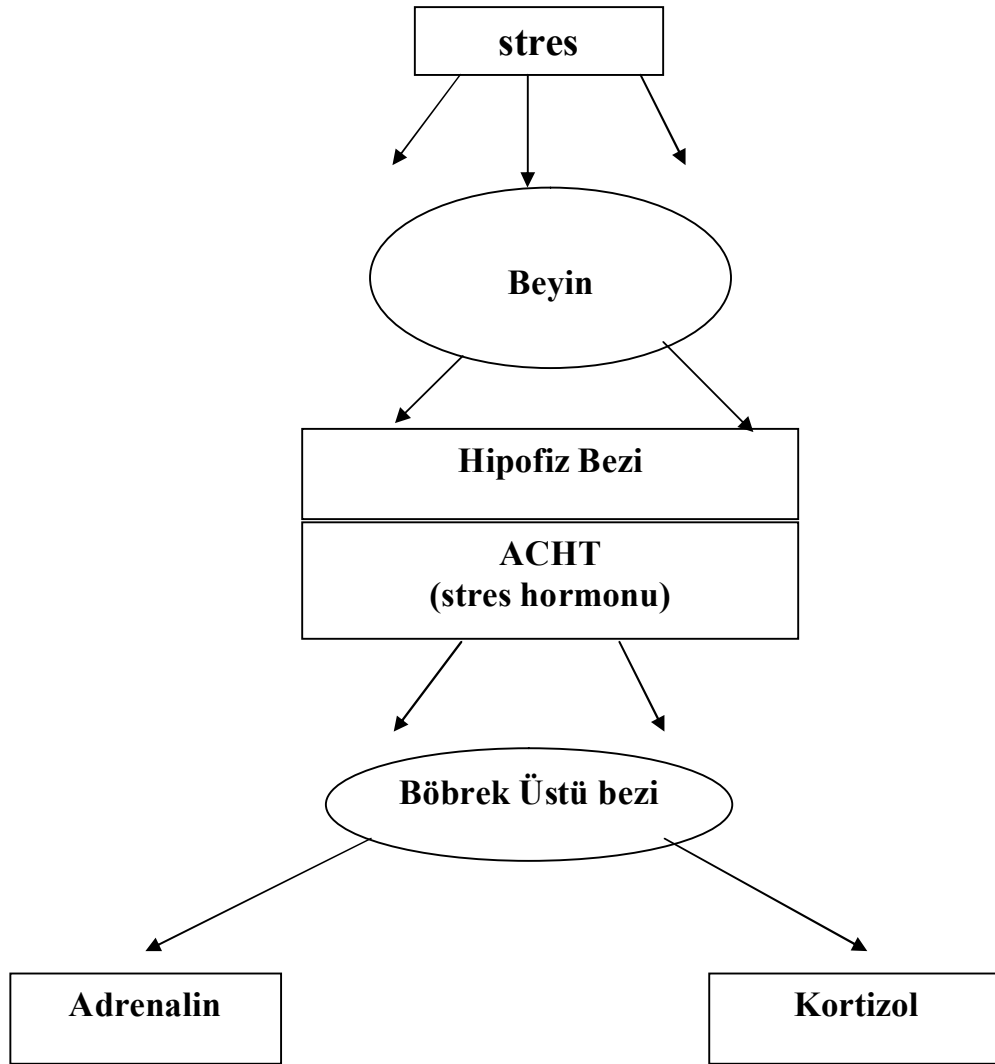 stres
Beyin
Hipofiz Bezi
ACHT
(stres hormonu)
Böbrek Üstü bezi
Adrenalin
Kortizol